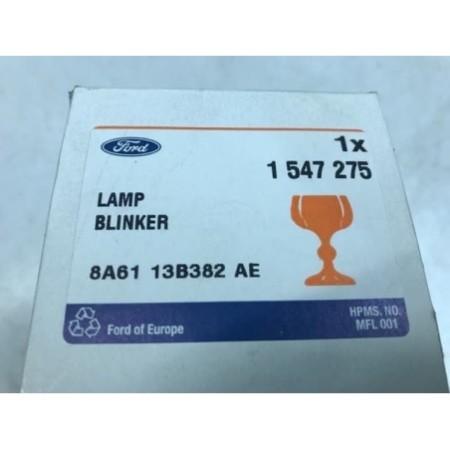 Ford
1x
1 547 275
LAMP
BLINKER
8A61 13B382 AE
Ford of Europe
HPMS. NO.
MFL 001